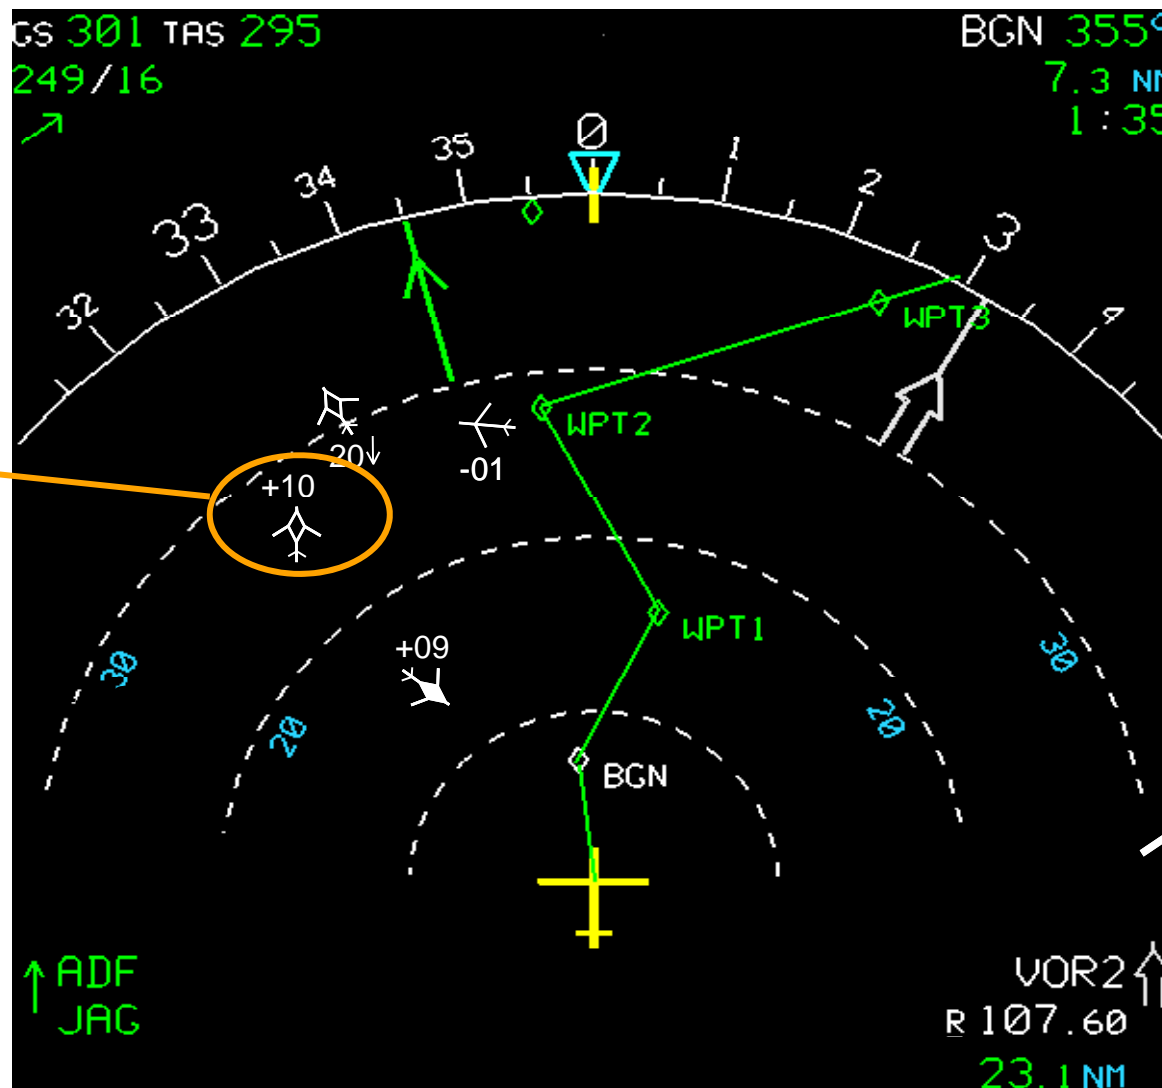 GS 301 TAS 295
BGN 355°
249/16
7.3 NM
1:35
32
33
34
35
0
1
2
3
4
WPT3
WPT2
20↓
-01
+10
WPT1
+09
30
30
20
20
BGN
ADF
JAG
VOR2
R 107.60
23.1 NM